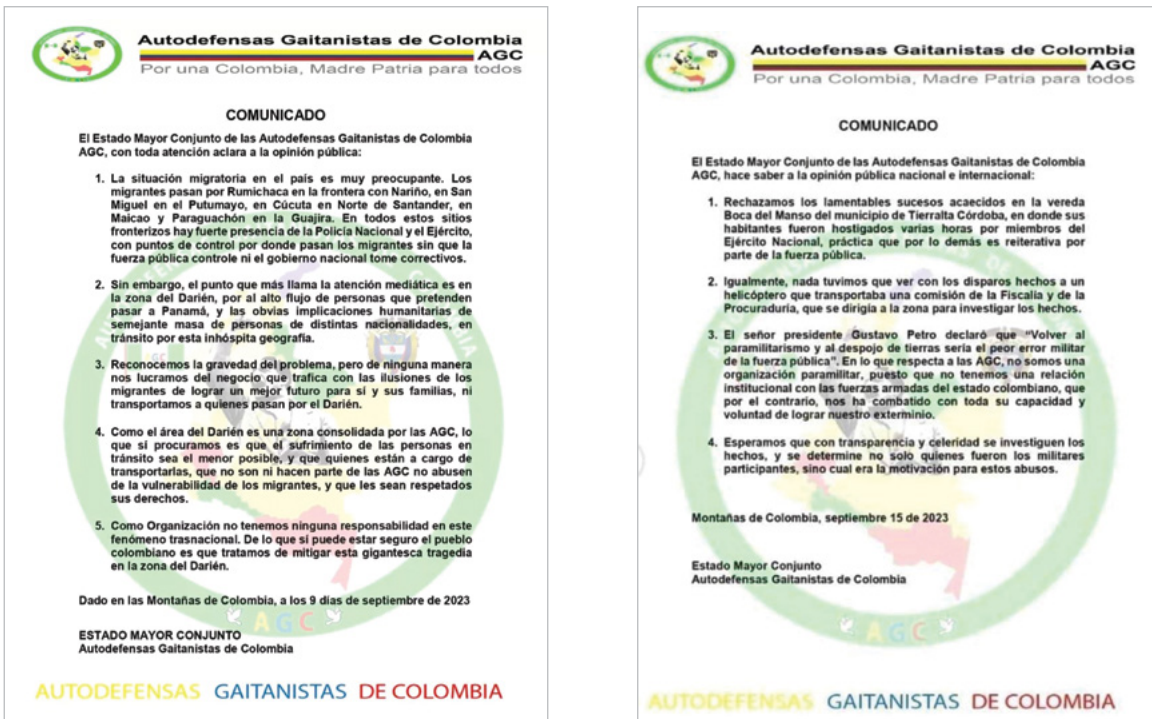 Autodefensas Gaitanistas de Colombia
AGC
Por una Colombia, Madre Patria para todos
COMUNICADO
El Estado Mayor Conjunto de las Autodefensas Gaitanistas de Colombia
AGC, con toda atención aclara a la opinión pública:
1. La situación migratoria en el país es muy preocupante. Los
migrantes pasan por Rumichaca en la frontera con Nariño, en San
Miguel en el Putumayo, en Cúcuta en Norte de Santander, en
Maicao y Paraguachón en la Guajira. En todos estos sitios
fronterizos hay fuerte presencia de la Policía Nacional y el Ejército,
con puntos de control por donde pasan los migrantes sin que la
fuerza pública controle ni el gobierno nacional tome correctivos.
2. Sin embargo, el punto que más llama la atención mediática es en
la zona del Darién, por al alto flujo de personas que pretenden
pasar a Panamá, y las obvias implicaciones humanitarias de
semejante masa de personas de distintas nacionalidades, en
tránsito por esta inhóspita geografía.
3. Reconocemos la gravedad del problema, pero de ninguna manera
nos lucramos del negocio que trafica con las ilusiones de los
migrantes de lograr un mejor futuro para sí y sus familias, ni
transportamos a quienes pasan por el Darién.
4. Como el área del Darién es una zona consolidada por las AGC, lo
que si procuramos es que el sufrimiento de las personas en
tránsito sea el menor posible, y que quienes están a cargo de
transportarlas, que no son ni hacen parte de las AGC no abusen
de la vulnerabilidad de los migrantes, y que les sean respetados
sus derechos.
5. Como Organización no tenemos ninguna responsabilidad en este
fenómeno trasnacional. De lo que sí puede estar seguro el pueblo
colombiano es que tratamos de mitigar esta gigantesca tragedia
en la zona del Darién.
Dado en las Montañas de Colombia, a los 9 días de septiembre de 2023
ESTADO MAYOR CONJUNTO
Autodefensas Gaitanistas de Colombia
AGC
AUTODEFENSAS GAITANISTAS DE COLOMBIA
Autodefensas Gaitanistas de Colombia
AGC
Por una Colombia, Madre Patria para todos
COMUNICADO
El Estado Mayor Conjunto de las Autodefensas Gaitanistas de Colombia
AGC, hace saber a la opinión pública nacional e internacional:
1. Rechazamos los lamentables sucesos acaecidos en la vereda
Boca del Manso del municipio de Tierralta Córdoba, en donde sus
habitantes fueron hostigados varias horas por miembros del
Ejército Nacional, práctica que por lo demás es reiterativa por
parte de la fuerza pública.
2. Igualmente, nada tuvimos que ver con los disparos hechos a un
helicóptero que transportaba una comisión de la Fiscalía y de la
Procuraduría, que se dirigía a la zona para investigar los hechos.
3. El señor presidente Gustavo Petro declaró que “Volver al
paramilitarismo y al despojo de tierras sería el peor error militar
de la fuerza pública”. En lo que respecta a las AGC, no somos una
organización paramilitar, puesto que no tenemos una relación
institucional con las fuerzas armadas del estado colombiano, que
por el contrario, nos ha combatido con toda su capacidad y
voluntad de lograr nuestro exterminio.
4. Esperamos que con transparencia y celeridad se investiguen los
hechos, y se determine no solo quienes fueron los militares
participantes, sino cual era la motivación para estos abusos.
Montañas de Colombia, septiembre 15 de 2023
Estado Mayor Conjunto
Autodefensas Gaitanistas de Colombia
AGC
AUTODEFENSAS GAITANISTAS DE COLOMBIA